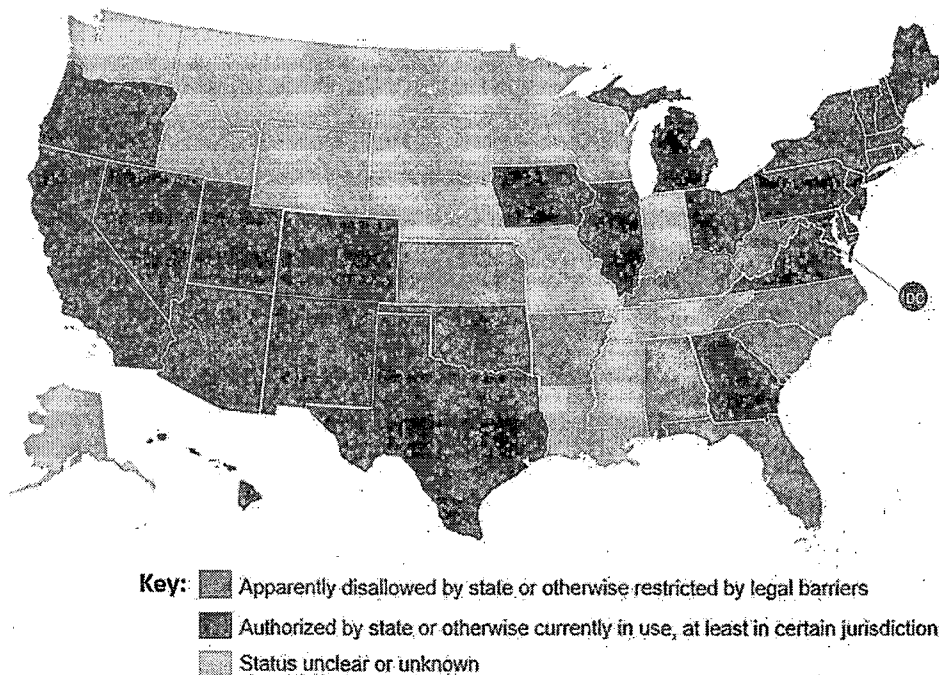 DC
Key: Apparently disallowed by state or otherwise restricted by legal barriers
Authorized by state or otherwise currently in use, at least in certain jurisdiction
Status unclear or unknown